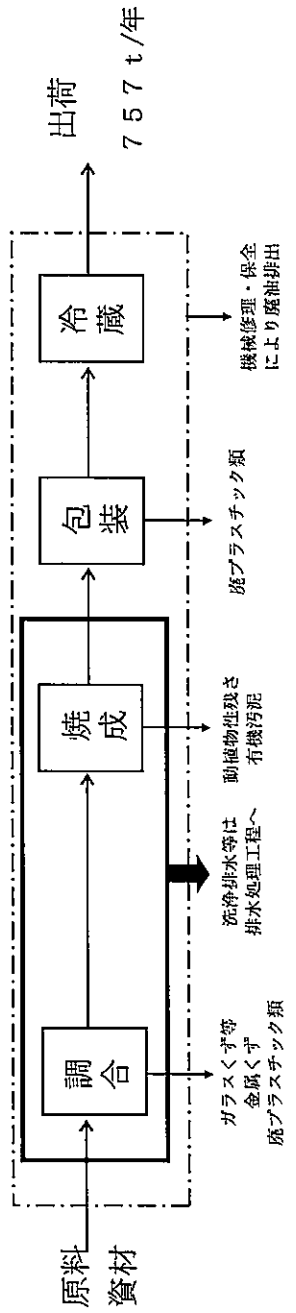 原料
資材
調合
焼成
包装
冷蔵
出荷
７５７ｔ/年
ガラスくず等
金属くず
廃プラスチック類
洗浄排水等は
排水処理工程へ
動植物性残さ
有機汚泥
廃プラスチック類
機械修理・保全
により廃油排出